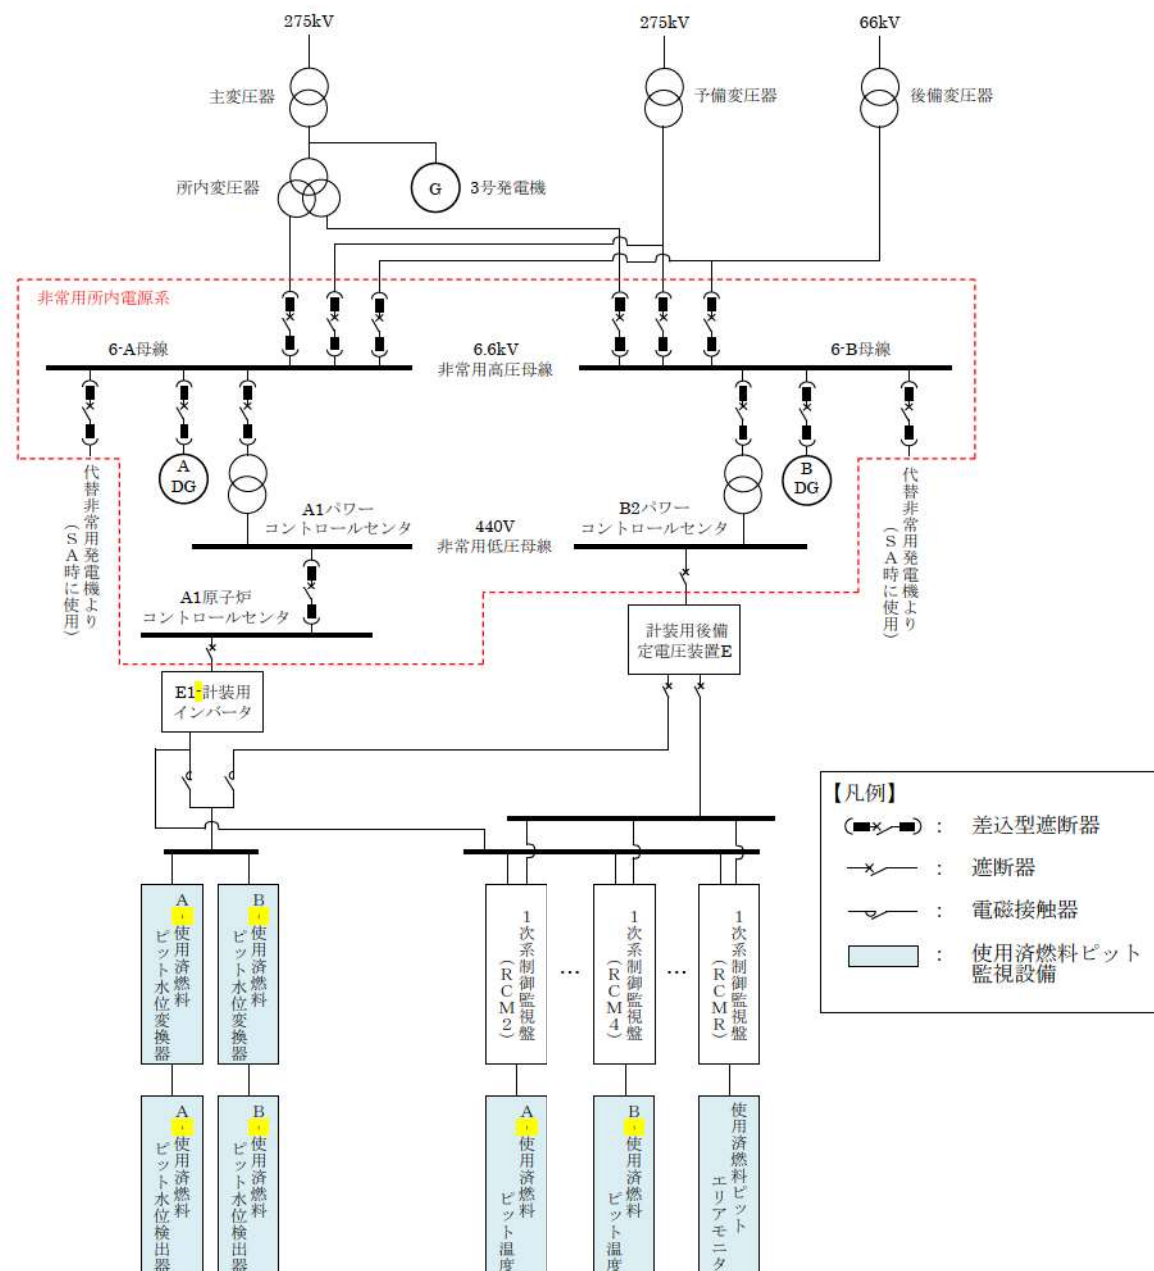 275kV
275kV
66kV
主変圧器
予備変圧器
後備変圧器
所内変圧器
G
3号発電機
非常用所内電源系
6-A母線
6.6kV
非常用高圧母線
6-B母線
A
DG
B
DG
代替非常用発電機より
(SA時に使用)
代替非常用発電機より
(SA時に使用)
A1パワー
コントロールセンタ
440V
非常用低圧母線
B2パワー
コントロールセンタ
A1原子炉
コントロールセンタ
計装用後備
定電圧装置E
E1-計装用
インバータ
【凡例】
: 差込型遮断器
: 遮断器
: 電磁接触器
: 使用済燃料ピット
監視設備
A-使用済燃料
ピット水位変換器
B-使用済燃料
ピット水位変換器
1次系制御監視盤
(RCM2)
…
1次系制御監視盤
(RCM4)
…
1次系制御監視盤
(RCMR)
A-使用済燃料
ピット水位検出器
B-使用済燃料
ピット水位検出器
A-使用済燃料
ピット温度
B-使用済燃料
ピット温度
使用済燃料ピット
エリアモニタ